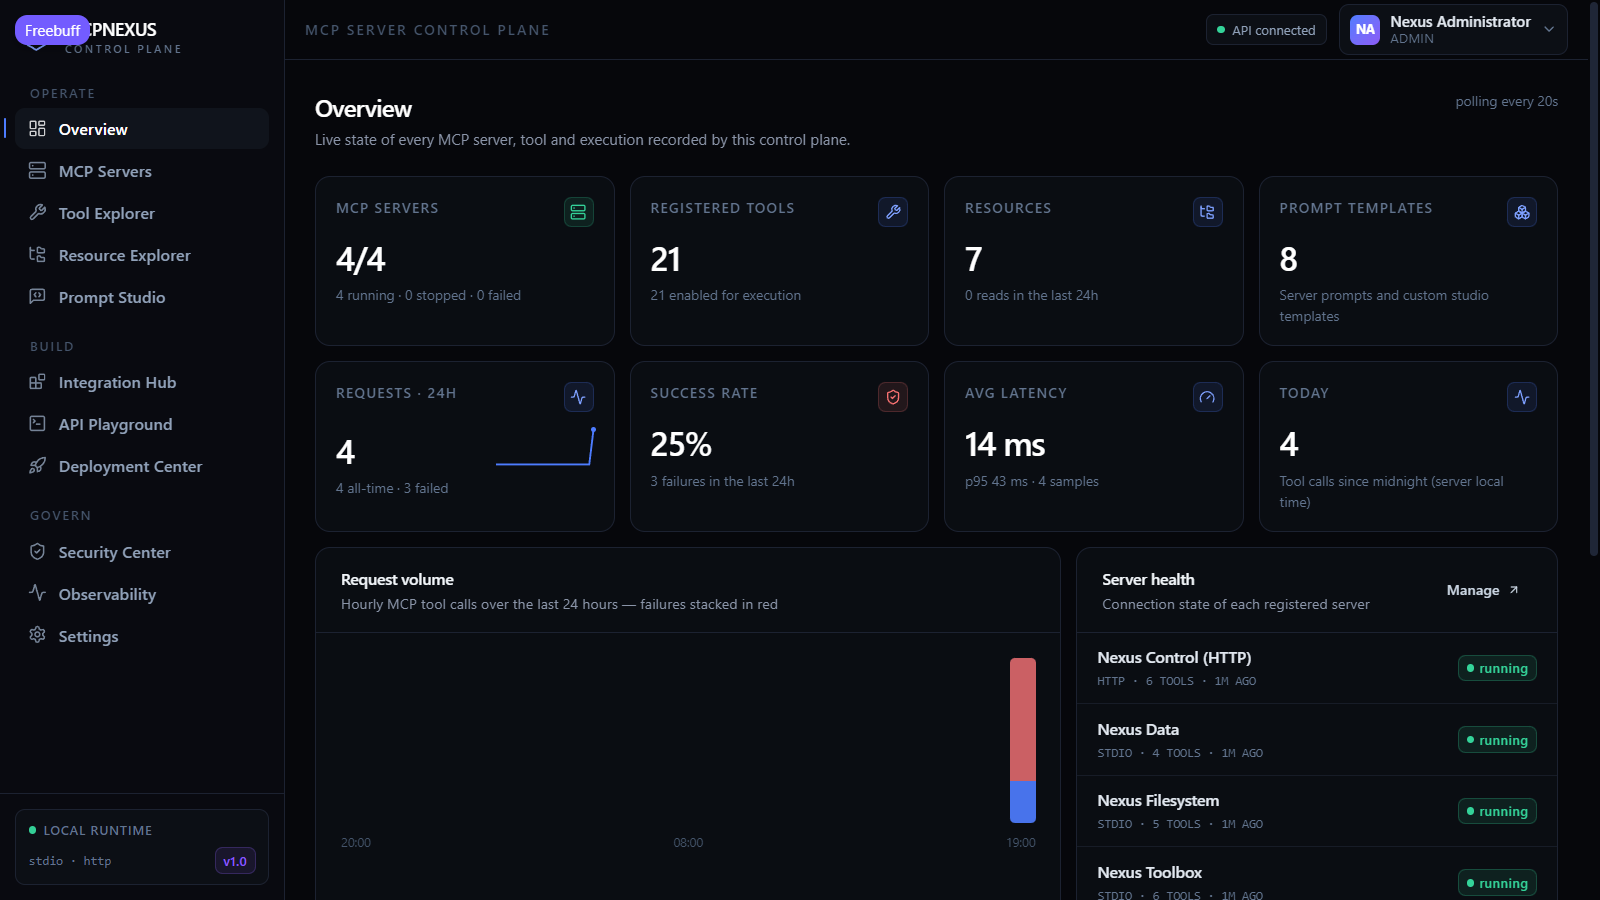 Freebuff
CPNEXUS
CONTROL PLANE
OPERATE
Overview
MCP Servers
Tool Explorer
Resource Explorer
Prompt Studio
BUILD
Integration Hub
API Playground
Deployment Center
GOVERN
Security Center
Observability
Settings
LOCAL RUNTIME
stdio · http
v1.0
MCP SERVER CONTROL PLANE
API connected
NA
Nexus Administrator
ADMIN
Overview
polling every 20s
Live state of every MCP server, tool and execution recorded by this control plane.
MCP SERVERS
4/4
4 running · 0 stopped · 0 failed
REGISTERED TOOLS
21
21 enabled for execution
RESOURCES
7
0 reads in the last 24h
PROMPT TEMPLATES
8
Server prompts and custom studio
templates
REQUESTS · 24H
4
4 all-time · 3 failed
SUCCESS RATE
25%
3 failures in the last 24h
AVG LATENCY
14 ms
p95 43 ms · 4 samples
TODAY
4
Tool calls since midnight (server local
time)
Request volume
Hourly MCP tool calls over the last 24 hours — failures stacked in red
20:00
08:00
19:00
Server health
Connection state of each registered server
Manage
Nexus Control (HTTP)
HTTP · 6 TOOLS · 1M AGO
running
Nexus Data
STDIO · 4 TOOLS · 1M AGO
running
Nexus Filesystem
STDIO · 5 TOOLS · 1M AGO
running
Nexus Toolbox
STDIO · 6 TOOLS · 1M AGO
running